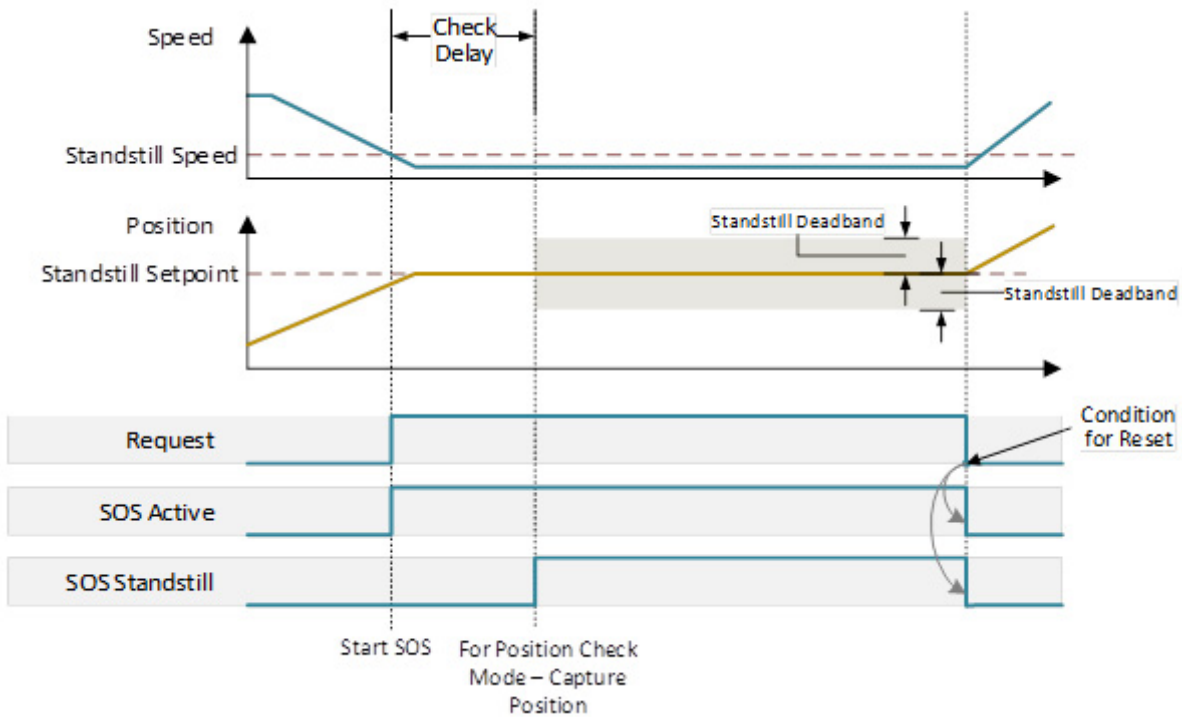 Speed
Check
Delay
Standstill Speed
Position
Standstill Deadband
Standstill Setpoint
Standstill Deadband
Condition
for Reset
Request
SOS Active
SOS Standstill
Start SOS
For Position Check
Mode – Capture
Position